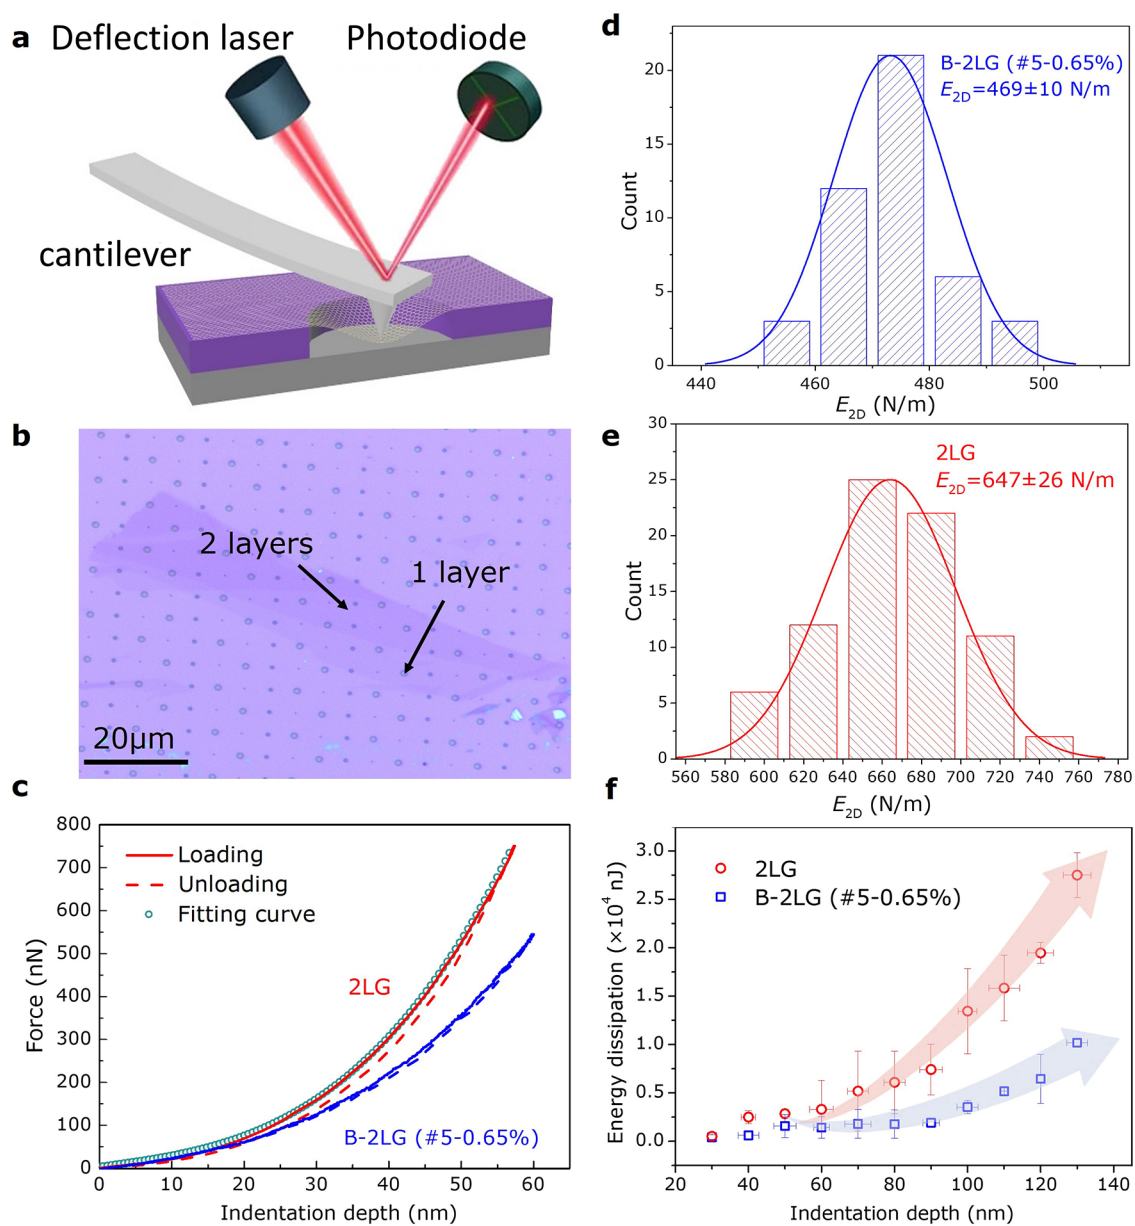 a
Deflection laser
Photodiode
cantilever
b
2 layers
1 layer
20μm
c
800
700
600
500
400
300
200
100
0
Force (nN)
Loading
Unloading
Fitting curve
2LG
B-2LG (#5-0.65%)
0 10 20 30 40 50 60
Indentation depth (nm)
d
20
15
10
5
0
Count
B-2LG (#5-0.65%)
E2D=469±10 N/m
440 460 480 500
E2D (N/m)
e
30
25
20
15
10
5
0
Count
2LG
E2D=647±26 N/m
560 580 600 620 640 660 680 700 720 740 760 780
E2D (N/m)
f
3.0
2.5
2.0
1.5
1.0
0.5
0.0
Energy dissipation (×10⁴ nJ)
2LG
B-2LG (#5-0.65%)
20 40 60 80 100 120 140
Indentation depth (nm)